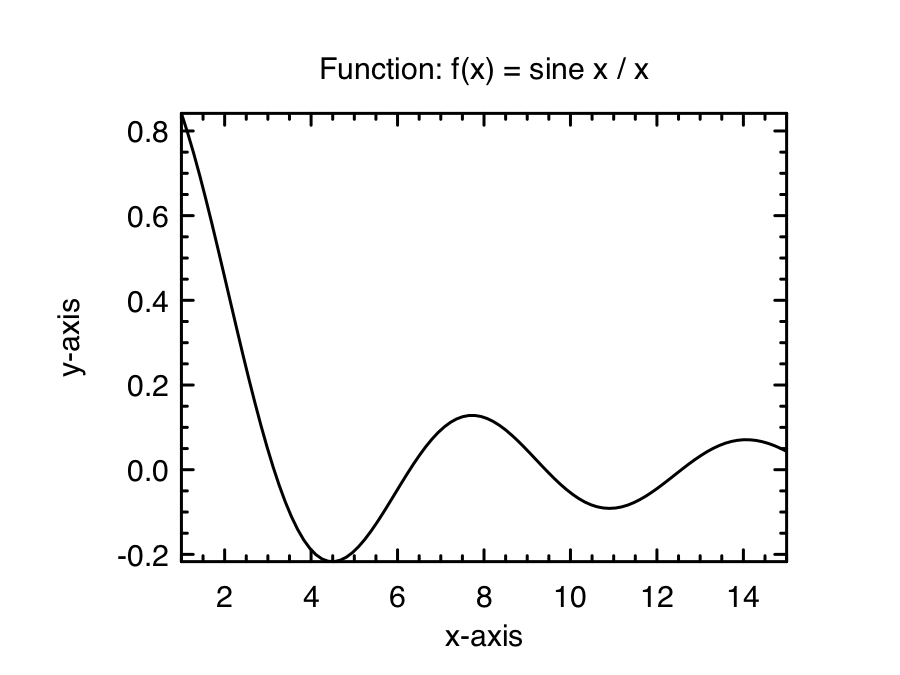 Function: f(x) = sine x / x
0.8
0.6
0.4
0.2
0.0
-0.2
y-axis
2 4 6 8 10 12 14
x-axis